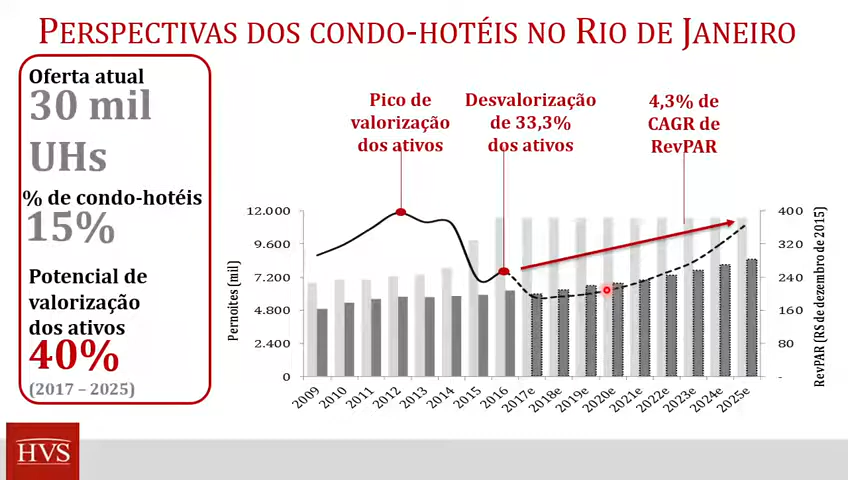 PERSPECTIVAS DOS CONDO-HOTÉIS NO RIO DE JANEIRO
Oferta atual
30 mil
UHs
% de condo-hotéis
15%
Potencial de
valorização
dos ativos
40%
(2017 – 2025)
Pico de
valorização
dos ativos
Desvalorização
de 33,3%
dos ativos
4,3% de
CAGR de
RevPAR
Pernoites (mil)
12.000
9.600
7.200
4.800
2.400
0
400
320
240
160
80
-
RevPAR (R$ de dezembro de 2015)
2009
2010
2011
2012
2013
2014
2015
2016
2017e
2018e
2019e
2020e
2021e
2022e
2023e
2024e
2025e
HVS